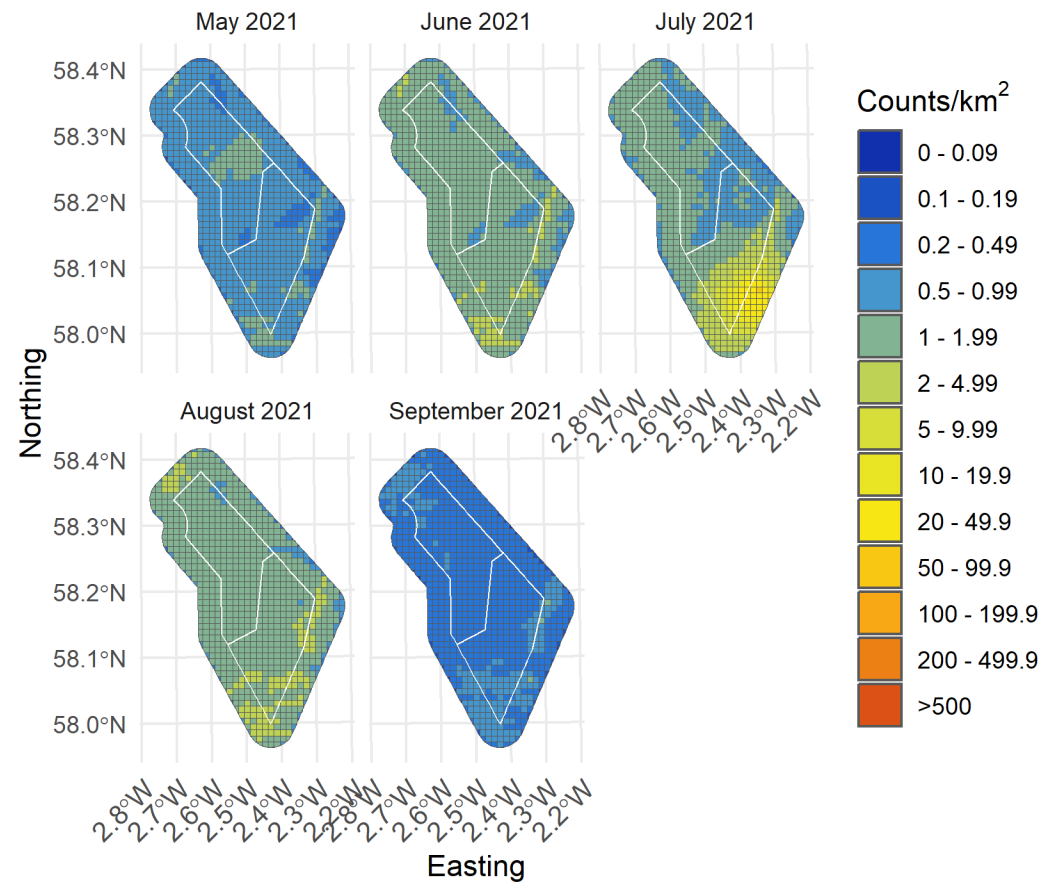 May 2021
June 2021
July 2021
58.4°N
58.3°N
58.2°N
58.1°N
58.0°N
2.8°W
2.7°W
2.6°W
2.5°W
2.4°W
2.3°W
2.2°W
August 2021
September 2021
58.4°N
58.3°N
58.2°N
58.1°N
58.0°N
2.8°W
2.7°W
2.6°W
2.5°W
2.4°W
2.3°W
2.2°W
2.8°W
2.7°W
2.6°W
2.5°W
2.4°W
2.3°W
2.2°W
Northing
Easting
Counts/km²
0 - 0.09
0.1 - 0.19
0.2 - 0.49
0.5 - 0.99
1 - 1.99
2 - 4.99
5 - 9.99
10 - 19.9
20 - 49.9
50 - 99.9
100 - 199.9
200 - 499.9
>500